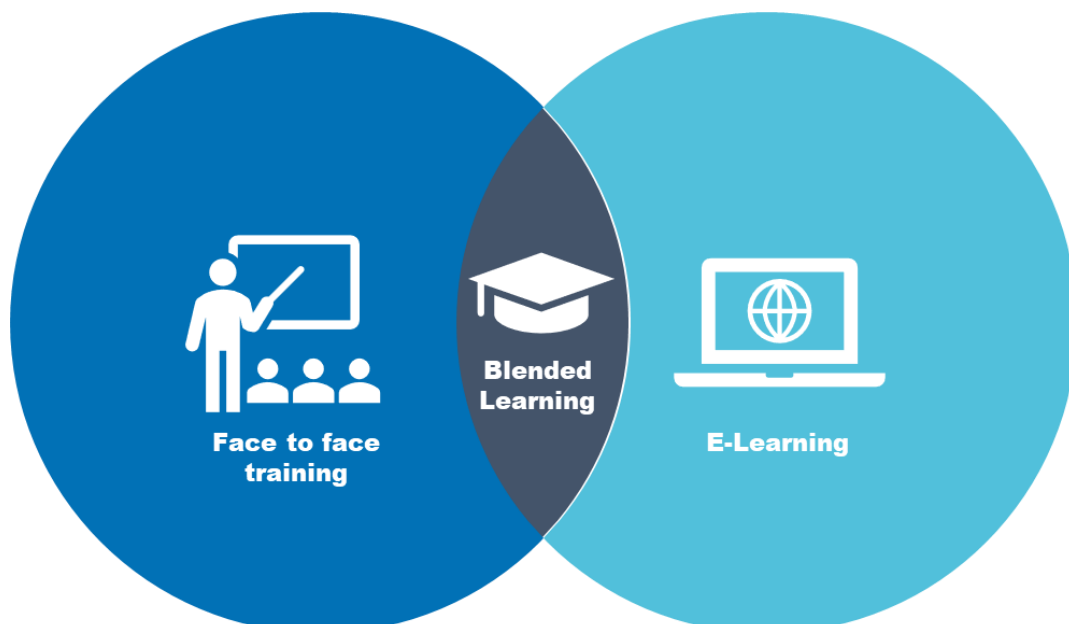 Face to face
training
Blended
Learning
E-Learning